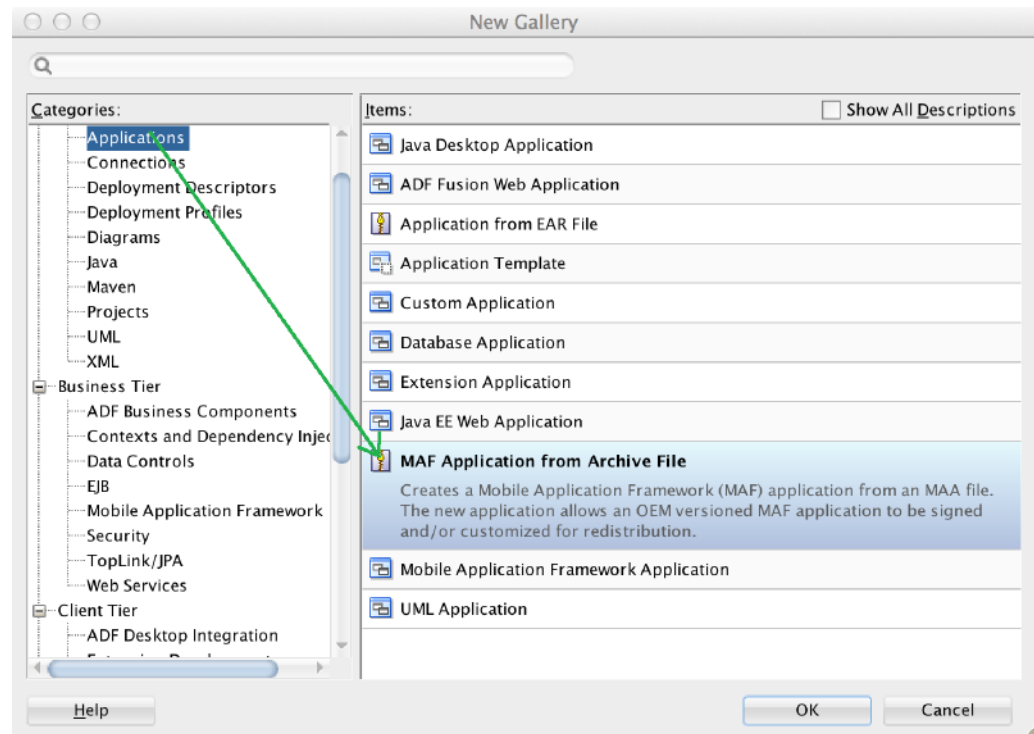 New Gallery
Categories:
Applications
Connections
Deployment Descriptors
Deployment Profiles
Diagrams
Java
Maven
Projects
UML
XML
Business Tier
ADF Business Components
Contexts and Dependency Injec
Data Controls
EJB
Mobile Application Framework
Security
TopLink/JPA
Web Services
Client Tier
ADF Desktop Integration
Items:
Show All Descriptions
Java Desktop Application
ADF Fusion Web Application
Application from EAR File
Application Template
Custom Application
Database Application
Extension Application
Java EE Web Application
MAF Application from Archive File
Creates a Mobile Application Framework (MAF) application from an MAA file.
The new application allows an OEM versioned MAF application to be signed
and/or customized for redistribution.
Mobile Application Framework Application
UML Application
Help
OK
Cancel